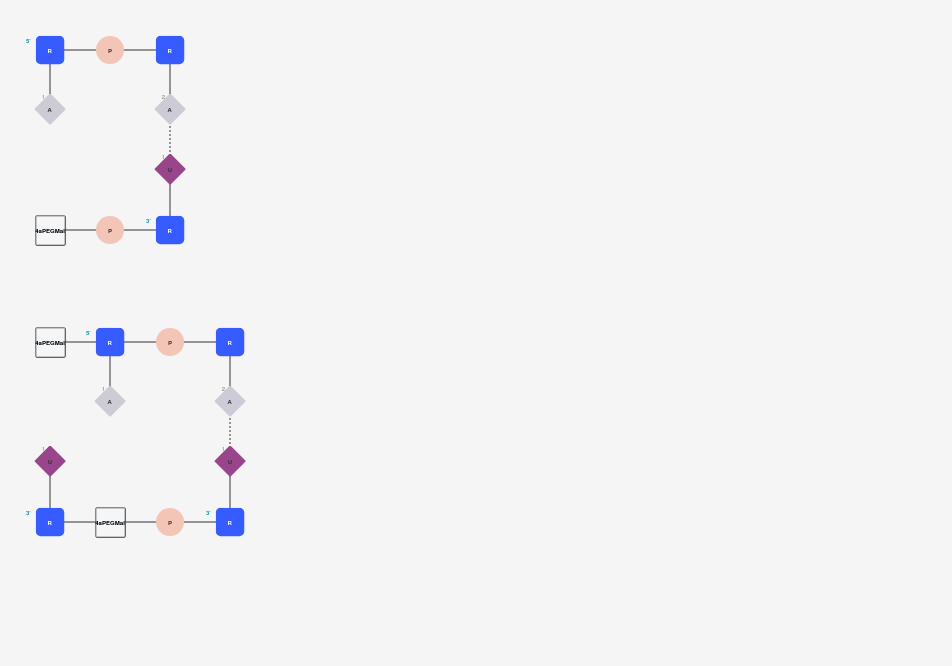 5'
R P R
1 2
A A
1
U
3'
4aPEGMal P R
4aPEGMal 5' R P R
1 2
A A
1 1
U U
3' 3'
R 4aPEGMal P R